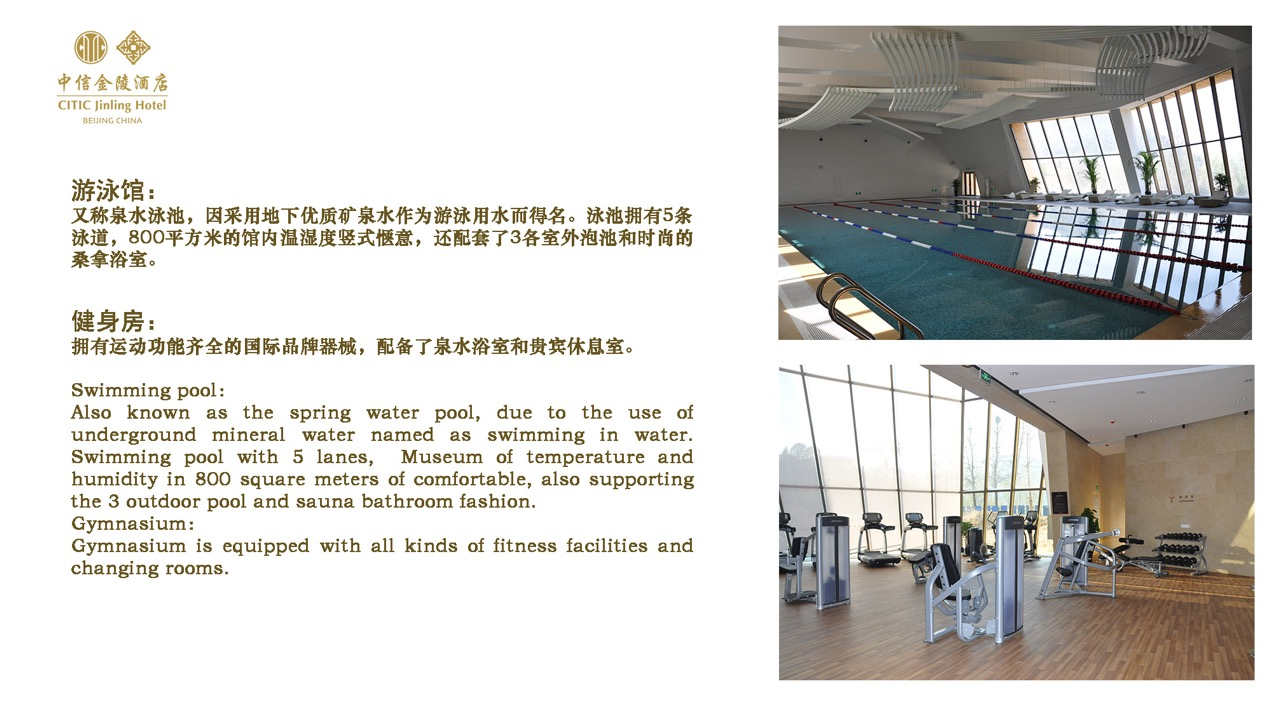 中信金陵酒店
CITIC Jinling Hotel
BEIJING CHINA
游泳馆：
又称泉水泳池，因采用地下优质矿泉水作为游泳用水而得名。泳池拥有5条
泳道，800平方米的馆内温湿度竖式惬意，还配套了3各室外泡池和时尚的
桑拿浴室。
健身房：
拥有运动功能齐全的国际品牌器械，配备了泉水浴室和贵宾休息室。
Swimming pool：
Also known as the spring water pool, due to the use of
underground mineral water named as swimming in water.
Swimming pool with 5 lanes,  Museum of temperature and
humidity in 800 square meters of comfortable, also supporting
the 3 outdoor pool and sauna bathroom fashion.
Gymnasium：
Gymnasium is equipped with all kinds of fitness facilities and
changing rooms.